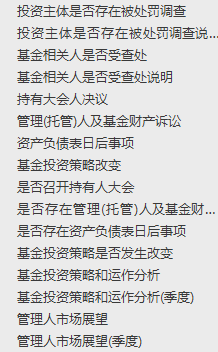 投资主体是否存在被处罚调查
投资主体是否存在被处罚调查说...
基金相关人是否受查处
基金相关人是否受查处说明
持有大会人决议
管理(托管)人及基金财产诉讼
资产负债表日后事项
基金投资策略改变
是否召开持有人大会
是否存在管理(托管)人及基金财...
是否存在资产负债表日后事项
基金投资策略是否发生改变
基金投资策略和运作分析
基金投资策略和运作分析(季度)
管理人市场展望
管理人市场展望(季度)